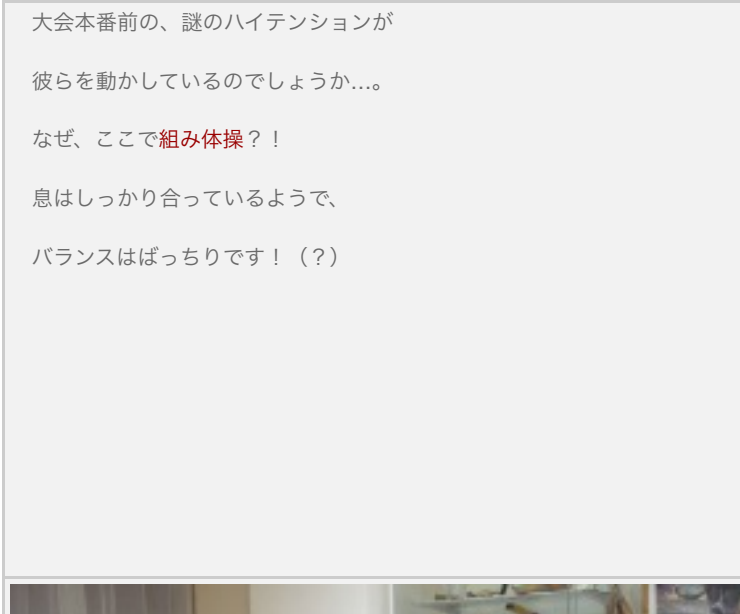 大会本番前の、謎のハイテンションが
彼らを動かしているのでしょうか…。
なぜ、ここで組み体操？！
息はしっかり合っているようで、
バランスはばっちりです！（？）